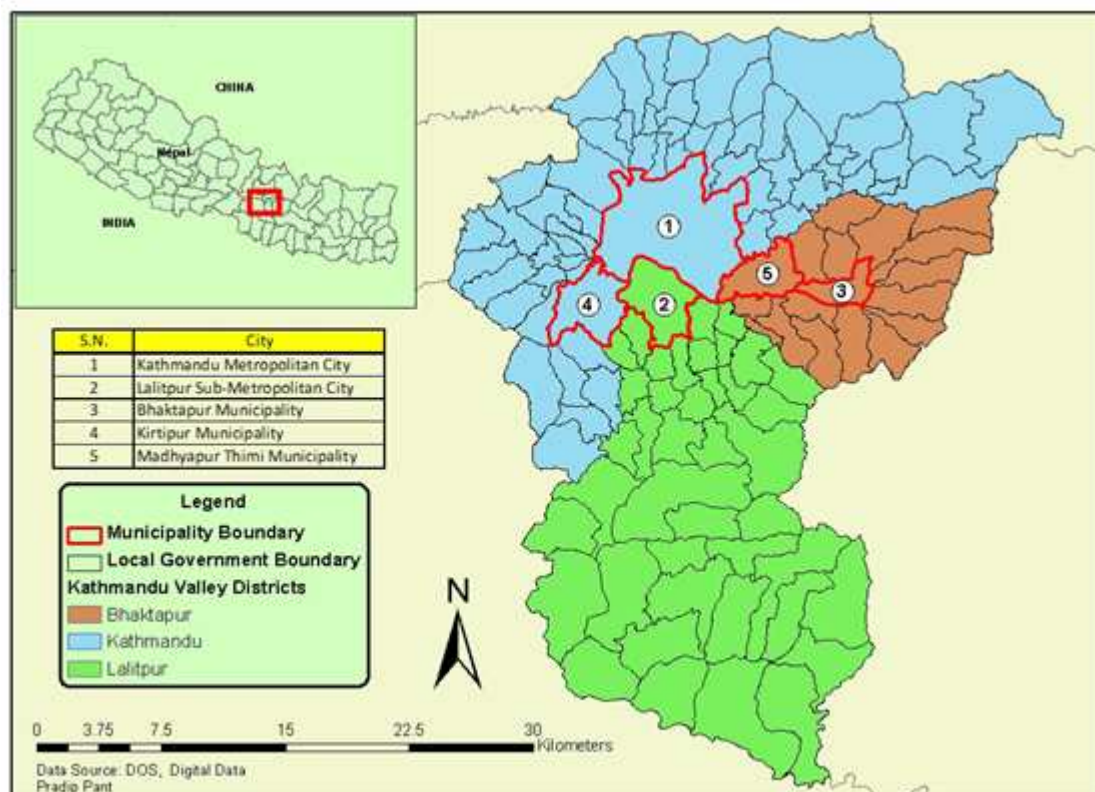 CHINA
Népal
INDIA
1
5
3
4
2
S.N. City
1 Kathmandu Metropolitan City
2 Lalitpur Sub-Metropolitan City
3 Bhaktapur Municipality
4 Kirtipur Municipality
5 Madhyapur Thimi Municipality
Legend
Municipality Boundary
Local Government Boundary
Kathmandu Valley Districts
Bhaktapur
Kathmandu
Lalitpur
N
0 3.75 7.5 15 22.5 30
Kilometers
Data Source: DOS, Digital Data
Pradip Pant